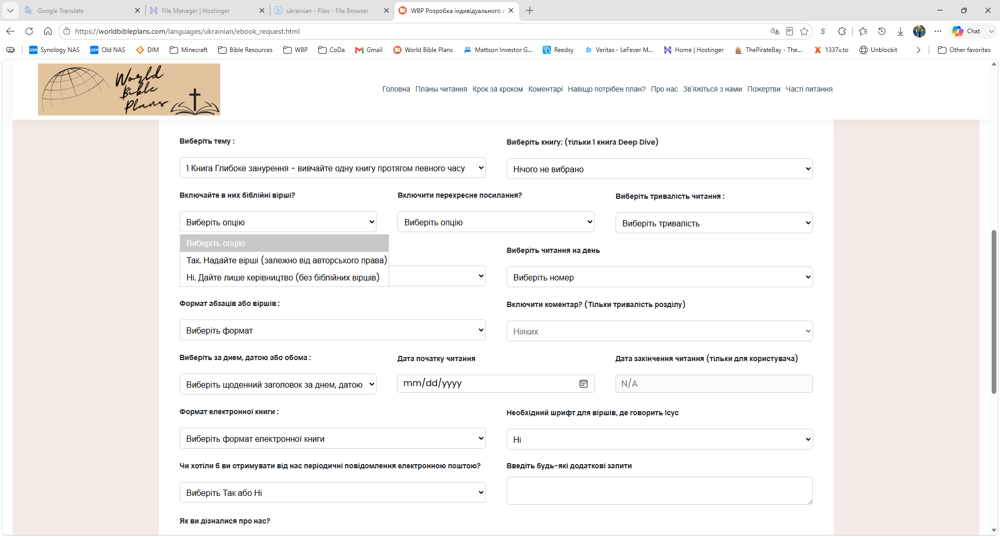 Google Translate
File Manager | Hostinger
ukrainian - Files - File Browser
WBP Розробка індивідуального п
https://worldbibleplans.com/languages/ukrainian/ebook_request.html
Chat
Synology NAS
Old NAS
DIM
Minecraft
Bible Resources
WBP
CoDa
Gmail
World Bible Plans
Mattson Investor G...
Reedsy
Veritas - LeFever M...
Home | Hostinger
ThePirateBay - The...
1337x.to
Unblockit
Other favorites
World
Bible
Plans
Головна Планы читання Крок за кроком Коментарі Навіщо потрібен план? Про нас Зв'яжіться з нами Пожертви Часті питання
Виберіть тему :
Виберіть книгу: (тільки 1 книга Deep Dive)
1 Книга Глибоке занурення - вивчайте одну книгу протягом певного часу
Нічого не вибрано
Включайте в них біблійні вірші?
Включити перехресне посилання?
Виберіть тривалість читання :
Виберіть опцію
Виберіть опцію
Виберіть тривалість
Виберіть опцію
Так. Надайте вірші (залежно від авторського права)
Ні. Дайте лише керівництво (без біблійних віршів)
Виберіть читання на день
Виберіть номер
Формат абзаців або віршів :
Включити коментар? (Тільки тривалість розділу)
Виберіть формат
Ніяких
Виберіть за днем, датою або обома :
Дата початку читання
Дата закінчення читання (тільки для користувача)
Виберіть щоденний заголовок за днем, датою
mm/dd/yyyy
N/A
Формат електронної книги :
Необхідний шрифт для віршів, де говорить Ісус
Виберіть формат електронної книги
Ні
Чи хотіли б ви отримувати від нас періодичні повідомлення електронною поштою?
Введіть будь-які додаткові запити
Виберіть Так або Ні
Як ви дізналися про нас?